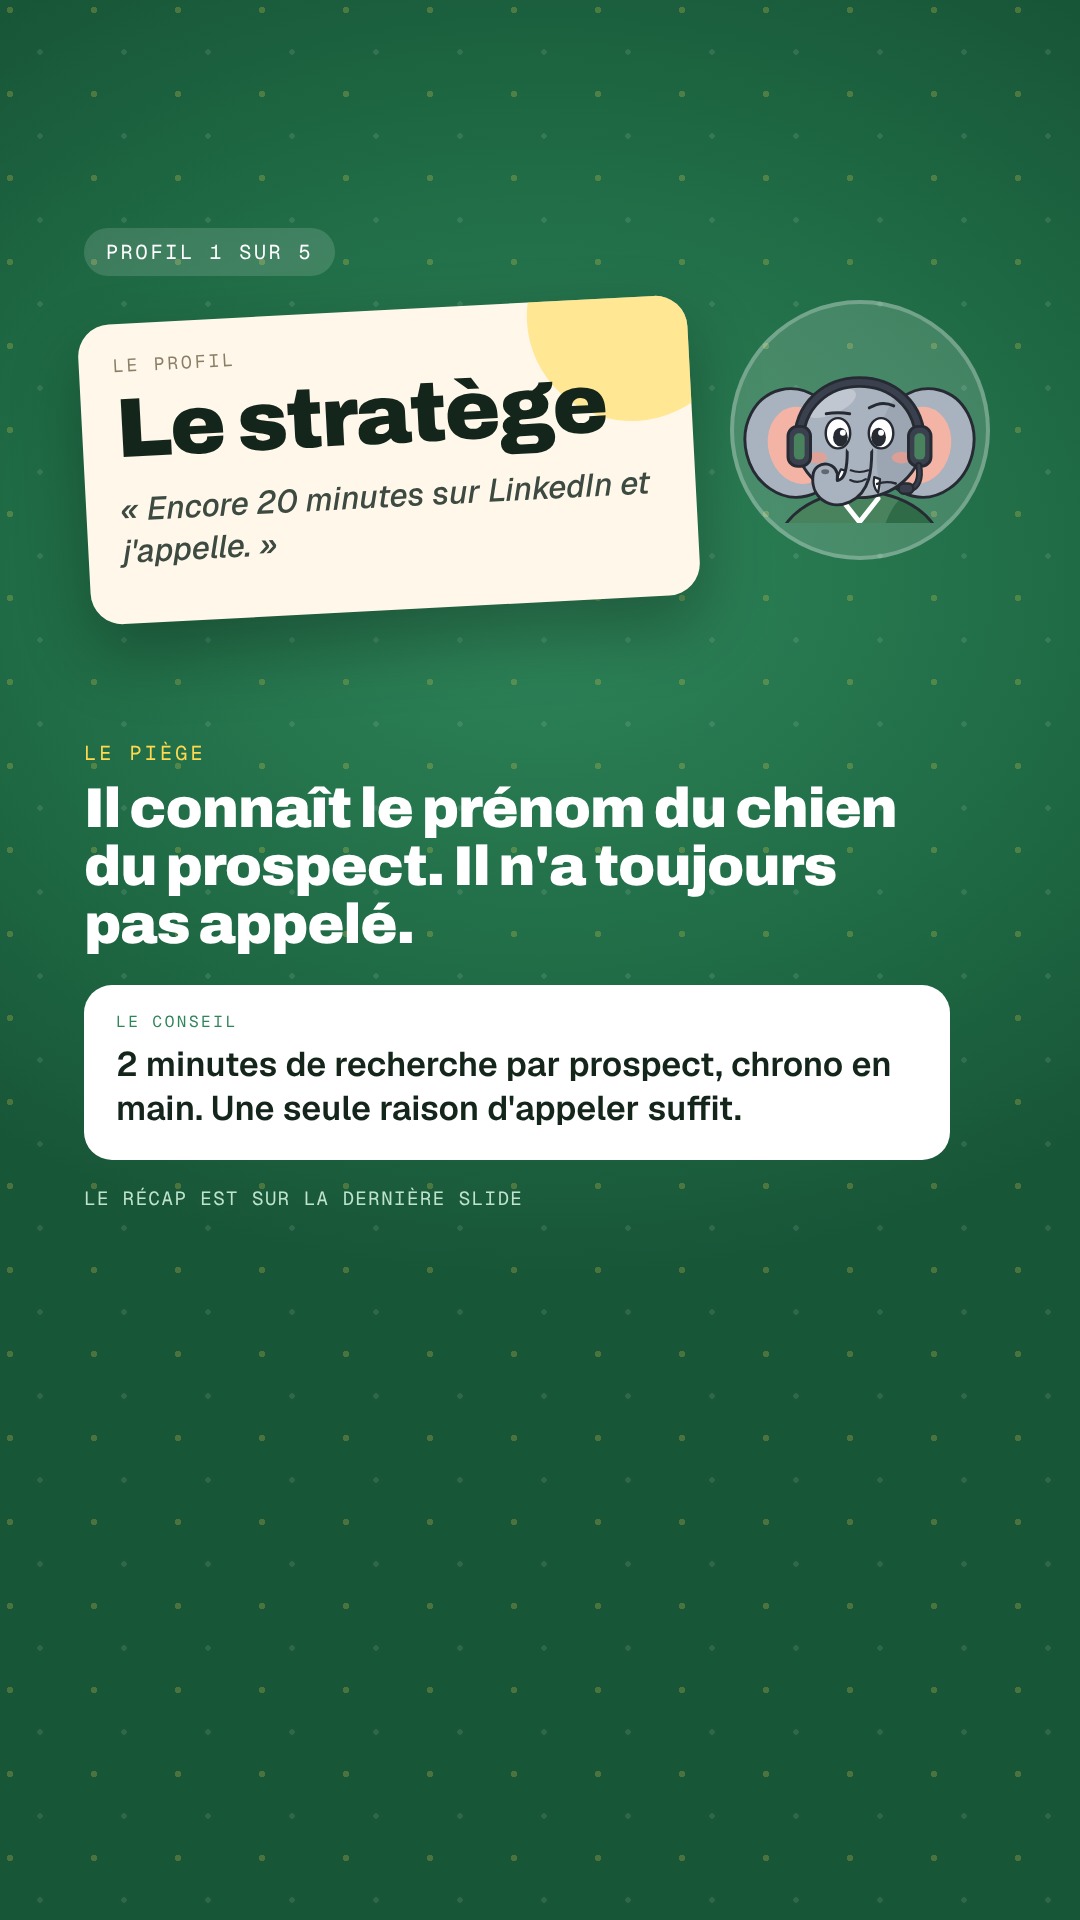 PROFIL 1 SUR 5
LE PROFIL
Le stratège
« Encore 20 minutes sur LinkedIn et
j'appelle. »
LE PIÈGE
Il connaît le prénom du chien
du prospect. Il n'a toujours
pas appelé.
LE CONSEIL
2 minutes de recherche par prospect, chrono en
main. Une seule raison d'appeler suffit.
LE RÉCAP EST SUR LA DERNIÈRE SLIDE